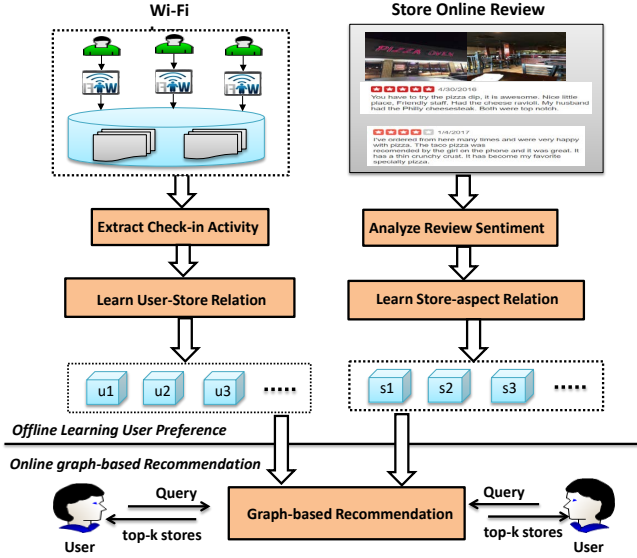 Wi-Fi
Store Online Review
4/30/2016
You have to try the pizza dip, it is awesome. Nice little
place, Friendly staff. Had the cheese ravioli. My husband
had the Philly cheesesteak. Both were top notch.
1/4/2017
I've ordered from here many times and were very happy
with pizza. The taco pizza was
recomended by the girl on the phone and it was great. It
has a thin crunchy crust. It has become my favorite
specialty pizza.
Extract Check-in Activity
Analyze Review Sentiment
Learn User-Store Relation
Learn Store-aspect Relation
u1 u2 u3 .....
s1 s2 s3 .....
Offline Learning User Preference
Online graph-based Recommendation
Query
top-k stores
User
Graph-based Recommendation
Query
top-k stores
User